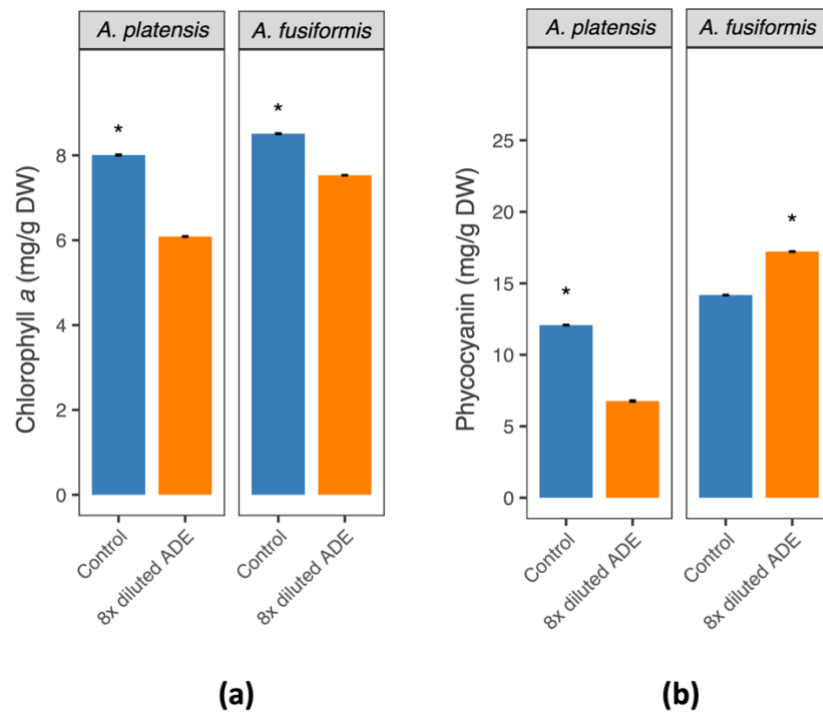 A. platensis
A. fusiformis
Chlorophyll a (mg/g DW)
8
6
4
2
0
*
*
Control
8x diluted ADE
Control
8x diluted ADE
(a)
A. platensis
A. fusiformis
Phycocyanin (mg/g DW)
25
20
15
10
5
0
*
*
Control
8x diluted ADE
Control
8x diluted ADE
(b)